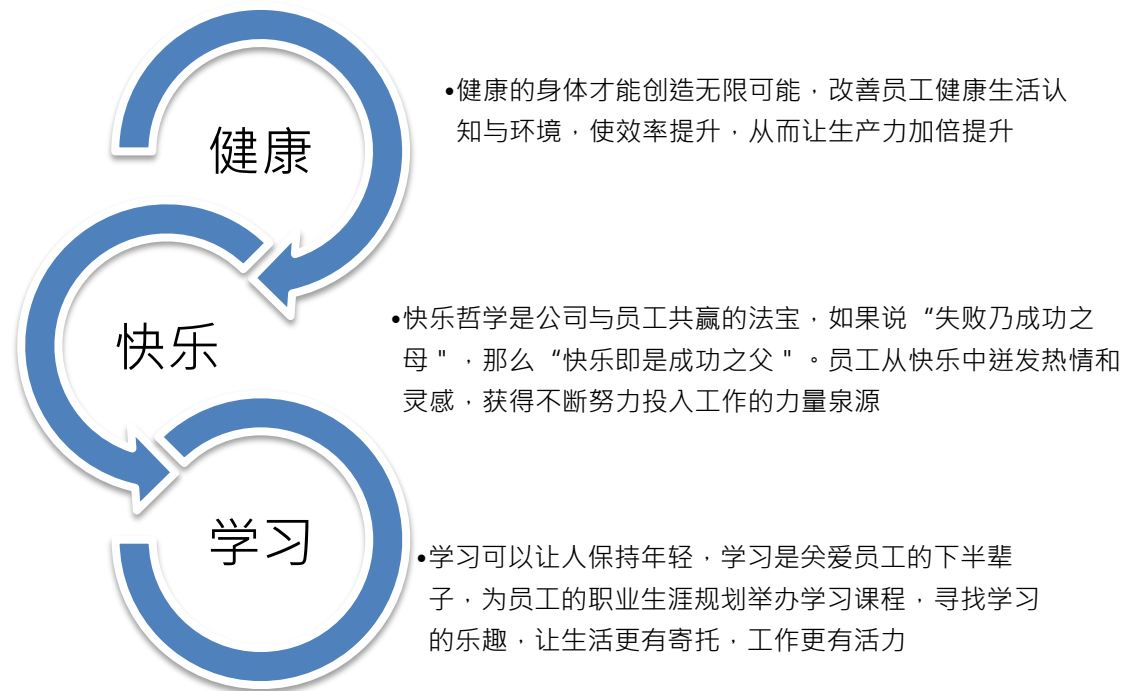 健康
•健康的身体才能创造无限可能，改善员工健康生活认
知与环境，使效率提升，从而让生产力加倍提升
快乐
•快乐哲学是公司与员工共赢的法宝，如果说“失败乃成功之
母"，那么“快乐即是成功之父"。员工从快乐中迸发热情和
灵感，获得不断努力投入工作的力量泉源
学习
•学习可以让人保持年轻，学习是关爱员工的下半辈
子，为员工的职业生涯规划举办学习课程，寻找学习
的乐趣，让生活更有寄托，工作更有活力